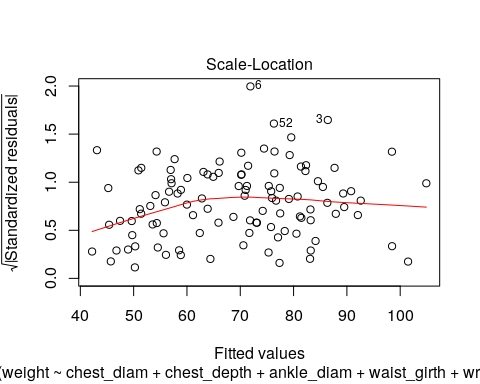 Scale-Location
√|Standardized residuals|
2.0
1.5
1.0
0.5
0.0
6
52
3
40 50 60 70 80 90 100
Fitted values
(weight ~ chest_diam + chest_depth + ankle_diam + waist_girth + wr